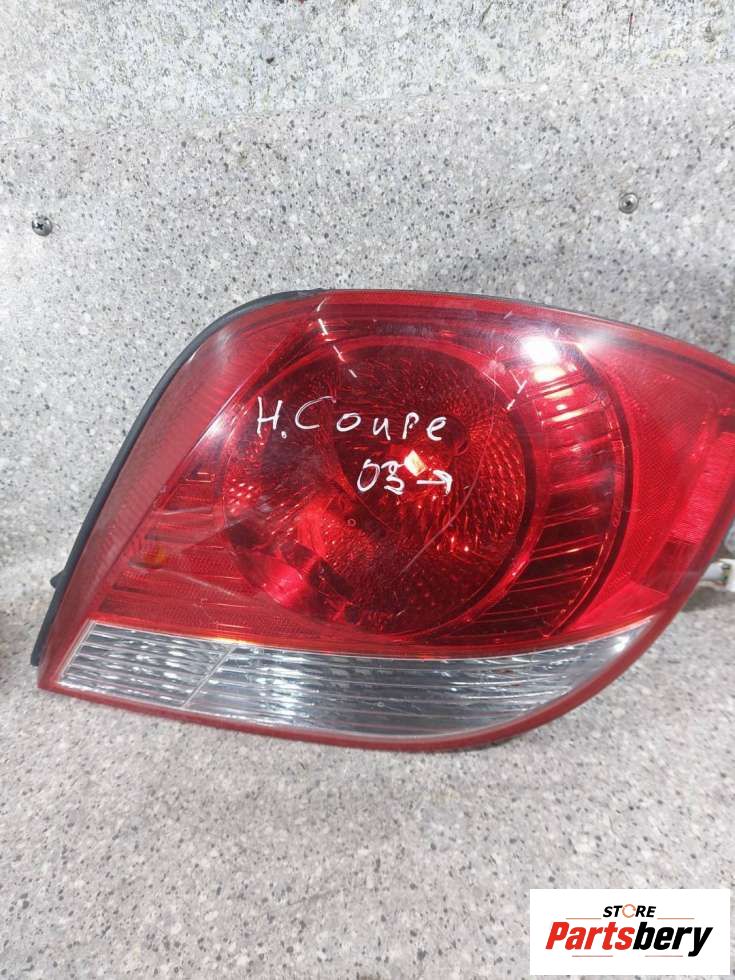 H. Coupe
03→
STORE
Partsbery